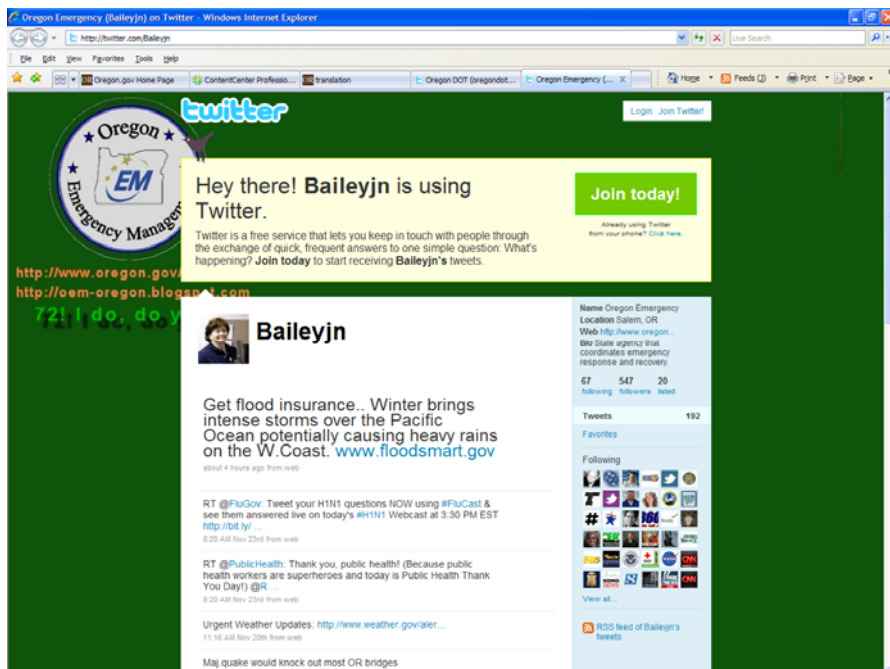 Oregon Emergency (Baileyjn) on Twitter - Windows Internet Explorer
http://twitter.com/Baileyjn
Live Search
File Edit View Favorites Tools Help
Oregon.gov Home Page
ContentCenter Professio...
translation
Oregon DOT (oregondot...
Oregon Emergency (... X
Home
Feeds (J)
Print
Page
twitter
Login Join Twitter!
Oregon
EM
Emergency Manage
http://www.oregon.gov/
http://oem-oregon.blogspot.com
72! I do, do y
Hey there! Baileyjn is using
Twitter.
Twitter is a free service that lets you keep in touch with people through
the exchange of quick, frequent answers to one simple question: What's
happening? Join today to start receiving Baileyjn's tweets.
Join today!
Already using Twitter
from your phone? Click here.
Baileyjn
Get flood insurance.. Winter brings
intense storms over the Pacific
Ocean potentially causing heavy rains
on the W.Coast. www.floodsmart.gov
about 4 hours ago from web
RT @FluGov: Tweet your H1N1 questions NOW using #FluCast &
see them answered live on today's #H1N1 Webcast at 3:30 PM EST
http://bit.ly/ ...
8:20 AM Nov 23rd from web
RT @PublicHealth: Thank you, public health! (Because public
health workers are superheroes and today is Public Health Thank
You Day!) @R ...
8:20 AM Nov 23rd from web
Urgent Weather Updates: http://www.weather.gov/aler...
11:16 AM Nov 20th from web
Maj.quake would knock out most OR bridges
Name Oregon Emergency
Location Salem, OR
Web http://www.oregon...
Bio State agency that
coordinates emergency
response and recovery.
67 547 20
following followers listed
Tweets 192
Favorites
Following
View all...
RSS feed of Baileyjn's
tweets